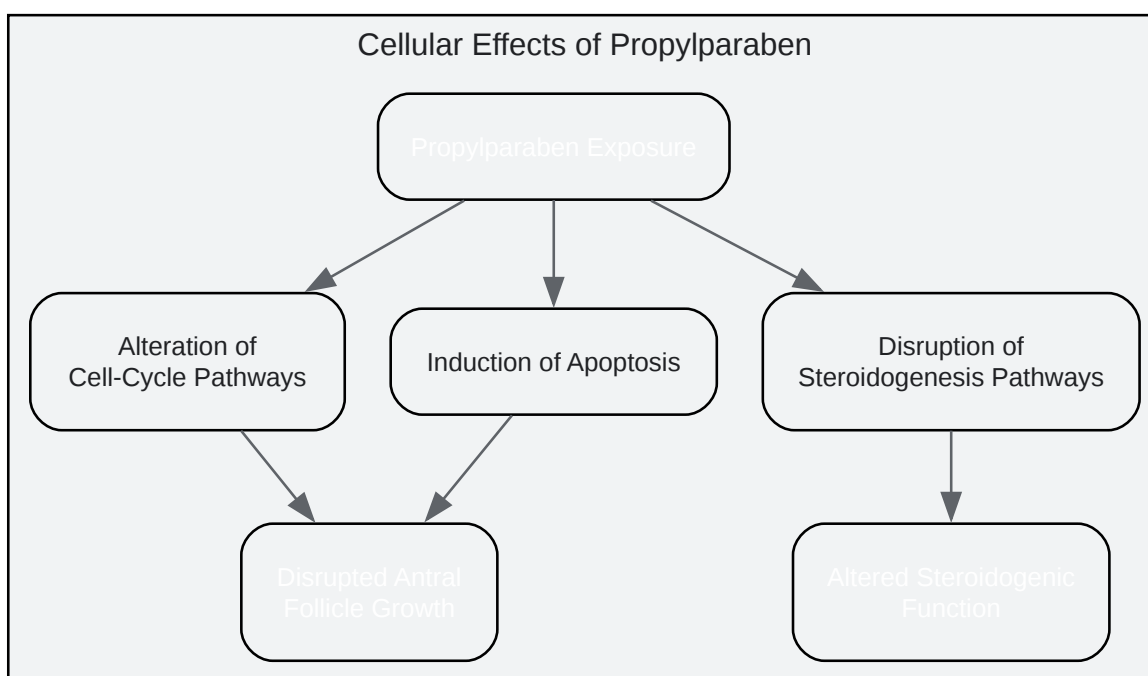 Cellular Effects of Propylparaben
Propylparaben Exposure
Alteration of
Cell-Cycle Pathways
Induction of Apoptosis
Disruption of
Steroidogenesis Pathways
Disrupted Antral
Follicle Growth
Altered Steroidogenic
Function